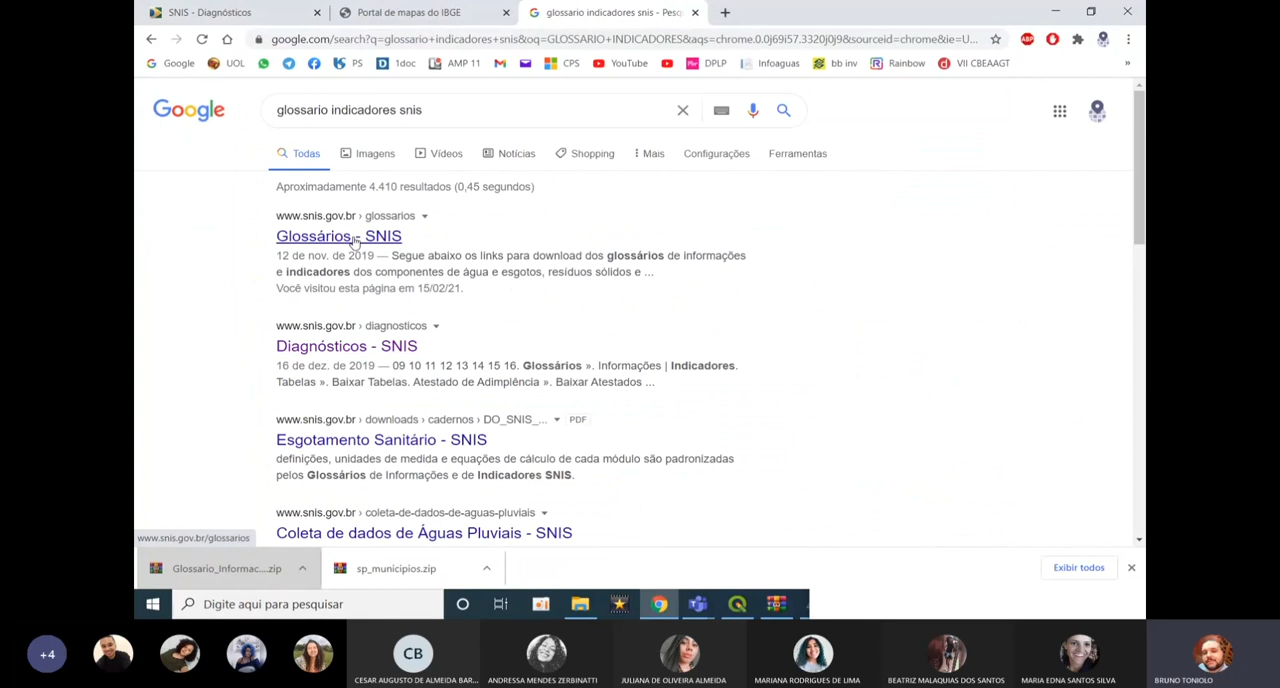 SNIS - Diagnósticos
Portal de mapas do IBGE
glossario indicadores snis - Pesq
google.com/search?q=glossario+indicadores+snis&oq=GLOSSARIO+INDICADORES&aqs=chrome.0.0j69i57.3320j0j9&sourceid=chrome&ie=U...
Google
UOL
PS
1doc
AMP 11
CPS
YouTube
DPLP
Infoaguas
bb inv
Rainbow
VII CBEAAGT
»
Google
glossario indicadores snis
Todas
Imagens
Vídeos
Notícias
Shopping
Mais
Configurações
Ferramentas
Aproximadamente 4.410 resultados (0,45 segundos)
www.snis.gov.br › glossarios
Glossários - SNIS
12 de nov. de 2019 — Segue abaixo os links para download dos glossários de informações
e indicadores dos componentes de água e esgotos, resíduos sólidos e ...
Você visitou esta página em 15/02/21.
www.snis.gov.br › diagnosticos
Diagnósticos - SNIS
16 de dez. de 2019 — 09 10 11 12 13 14 15 16. Glossários ». Informações | Indicadores.
Tabelas ». Baixar Tabelas. Atestado de Adimplência ». Baixar Atestados ...
www.snis.gov.br › downloads › cadernos › DO_SNIS_... PDF
Esgotamento Sanitário - SNIS
definições, unidades de medida e equações de cálculo de cada módulo são padronizadas
pelos Glossários de Informações e de Indicadores SNIS.
www.snis.gov.br › coleta-de-dados-de-aguas-pluviais
Coleta de dados de Águas Pluviais - SNIS
www.snis.gov.br/glossarios
Glossario_Informac....zip
sp_municipios.zip
Exibir todos
Digite aqui para pesquisar
+4
CB
CESAR AUGUSTO DE ALMEIDA BAR...
ANDRESSA MENDES ZERBINATTI
JULIANA DE OLIVEIRA ALMEIDA
MARIANA RODRIGUES DE LIMA
BEATRIZ MALAQUIAS DOS SANTOS
MARIA EDNA SANTOS SILVA
BRUNO TONIOLO